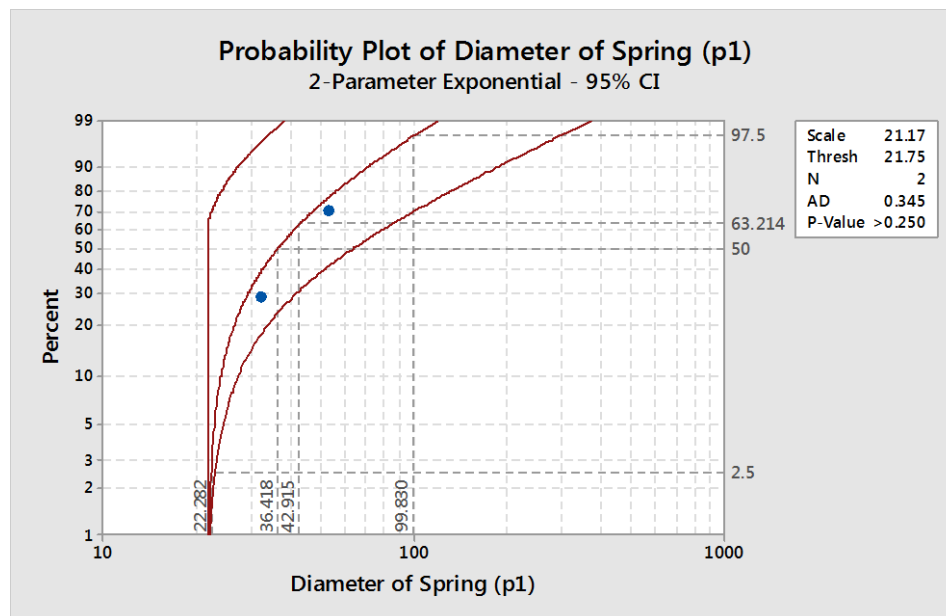 Probability Plot of Diameter of Spring (p1)
2-Parameter Exponential - 95% CI
99
90
80
70
60
50
40
30
20
10
5
3
2
1
Percent
97.5
63.214
50
2.5
22.282
36.418
42.915
99.830
10
100
1000
Diameter of Spring (p1)
Scale 21.17
Thresh 21.75
N 2
AD 0.345
P-Value >0.250